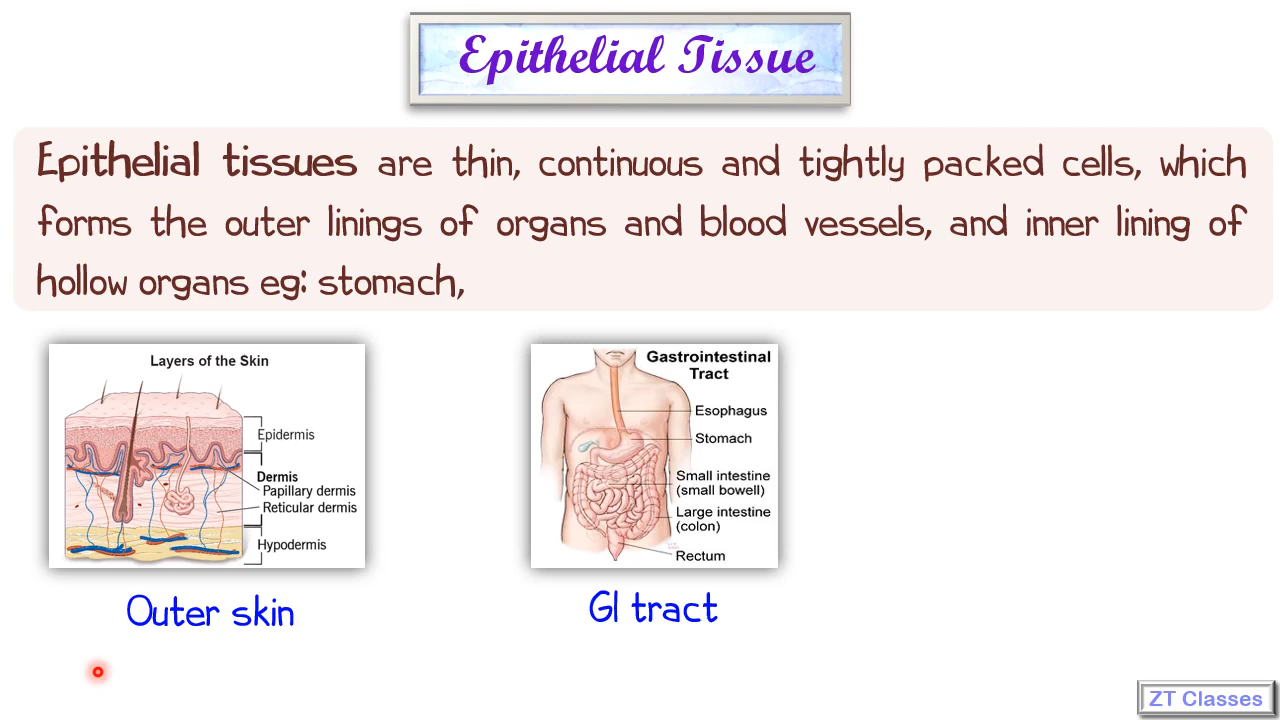 Epithelial Tissue
Epithelial tissues are thin, continuous and tightly packed cells, which
forms the outer linings of organs and blood vessels, and inner lining of
hollow organs eg: stomach,
Layers of the Skin
Epidermis
Dermis
Papillary dermis
Reticular dermis
Hypodermis
Outer skin
Gastrointestinal
Tract
Esophagus
Stomach
Small intestine
(small bowell)
Large intestine
(colon)
Rectum
GI tract
ZT Classes